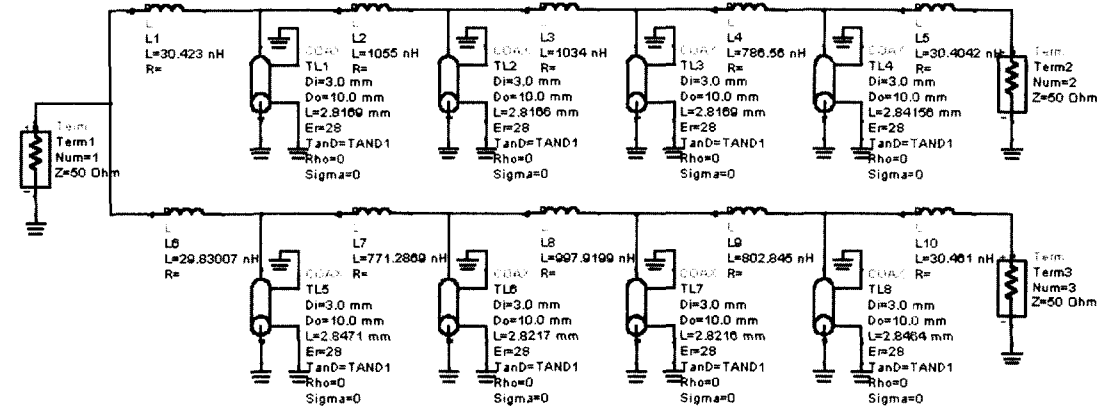 L
L1
L=30.423 nH
R=
COAX
TL1
Di=3.0 mm
Do=10.0 mm
L=2.8169 mm
Er=28
TanD=TAND1
Rho=0
Sigma=0
L
L2
L=1055 nH
R=
COAX
TL2
Di=3.0 mm
Do=10.0 mm
L=2.8166 mm
Er=28
TanD=TAND1
Rho=0
Sigma=0
L
L3
L=1034 nH
R=
COAX
TL3
Di=3.0 mm
Do=10.0 mm
L=2.8169 mm
Er=28
TanD=TAND1
Rho=0
Sigma=0
L
L4
L=786.56 nH
R=
COAX
TL4
Di=3.0 mm
Do=10.0 mm
L=2.84156 mm
Er=28
TanD=TAND1
Rho=0
Sigma=0
L
L5
L=30.4042 nH
R=
Term
Term2
Num=2
Z=50 Ohm
Term
Term1
Num=1
Z=50 Ohm
L
L6
L=29.83007 nH
R=
COAX
TL5
Di=3.0 mm
Do=10.0 mm
L=2.8471 mm
Er=28
TanD=TAND1
Rho=0
Sigma=0
L
L7
L=771.2869 nH
R=
COAX
TL6
Di=3.0 mm
Do=10.0 mm
L=2.8217 mm
Er=28
TanD=TAND1
Rho=0
Sigma=0
L
L8
L=997.9199 nH
R=
COAX
TL7
Di=3.0 mm
Do=10.0 mm
L=2.8216 mm
Er=28
TanD=TAND1
Rho=0
Sigma=0
L
L9
L=802.845 nH
R=
COAX
TL8
Di=3.0 mm
Do=10.0 mm
L=2.8464 mm
Er=28
TanD=TAND1
Rho=0
Sigma=0
L
L10
L=30.461 nH
R=
Term
Term3
Num=3
Z=50 Ohm